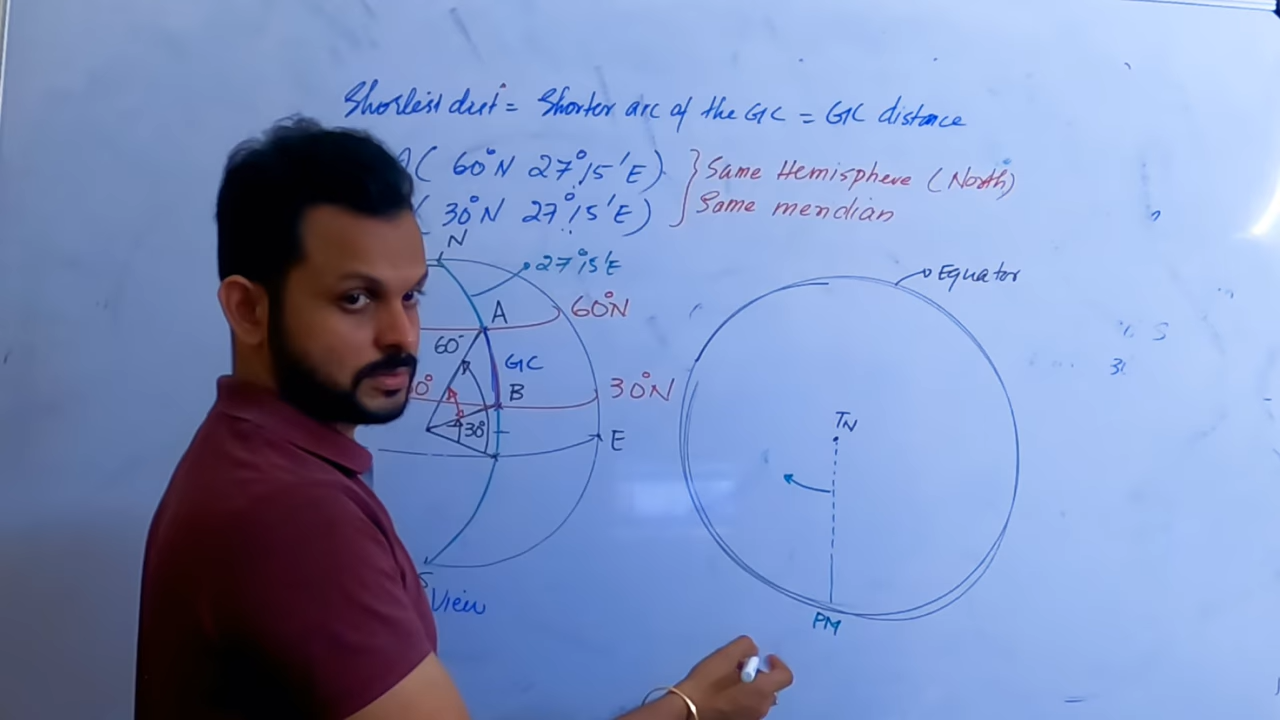 Shortest dist = Shorter arc of the GC = GC distance
A( 60°N 27°15'E) } Same Hemisphere (North)
( 30°N 27°15'E) Same meridian
N
27°15'E
Equator
A
60°N
60°
GC
0°
B
30°N
30°
E
TN
S
View
PM